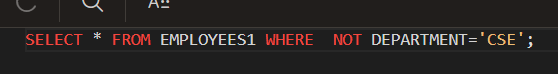 A
SELECT * FROM EMPLOYEES1 WHERE  NOT DEPARTMENT='CSE';